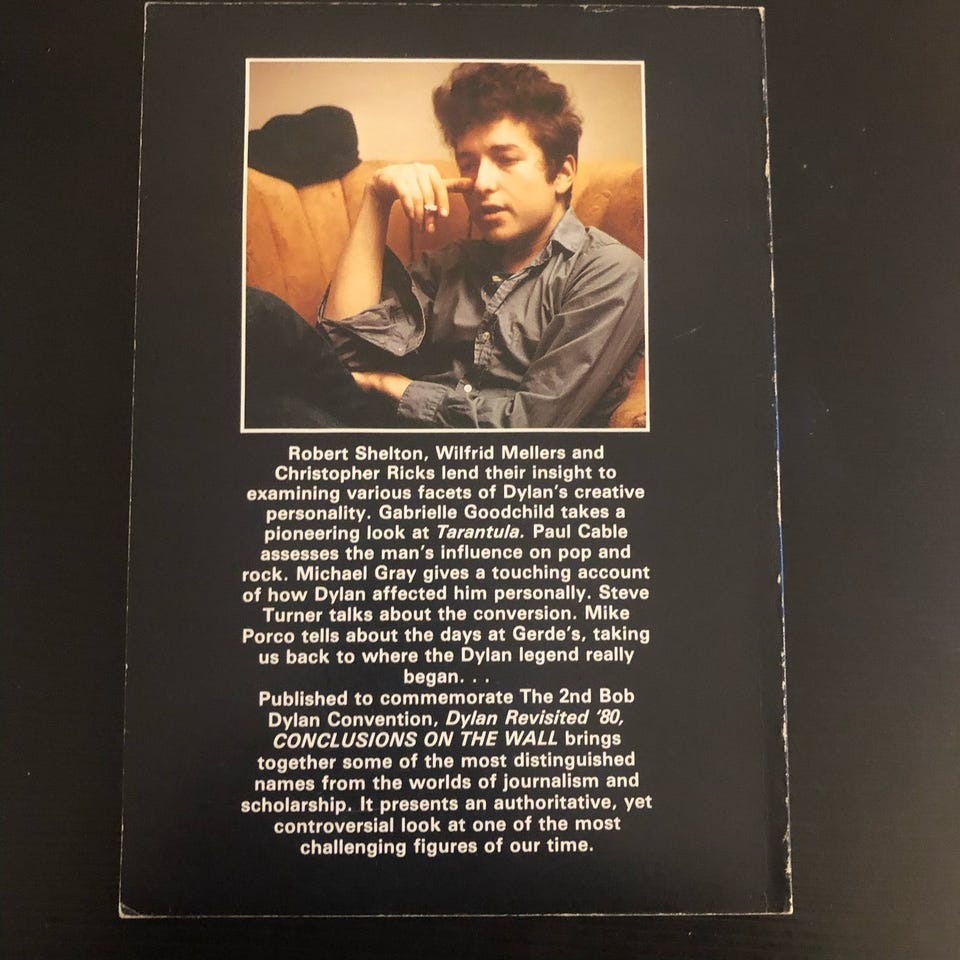 Robert Shelton, Wilfrid Mellers and
Christopher Ricks lend their insight to
examining various facets of Dylan's creative
personality. Gabrielle Goodchild takes a
pioneering look at Tarantula. Paul Cable
assesses the man's influence on pop and
rock. Michael Gray gives a touching account
of how Dylan affected him personally. Steve
Turner talks about the conversion. Mike
Porco tells about the days at Gerde's, taking
us back to where the Dylan legend really
began. . .
Published to commemorate The 2nd Bob
Dylan Convention, Dylan Revisited '80,
CONCLUSIONS ON THE WALL brings
together some of the most distinguished
names from the worlds of journalism and
scholarship. It presents an authoritative, yet
controversial look at one of the most
challenging figures of our time.